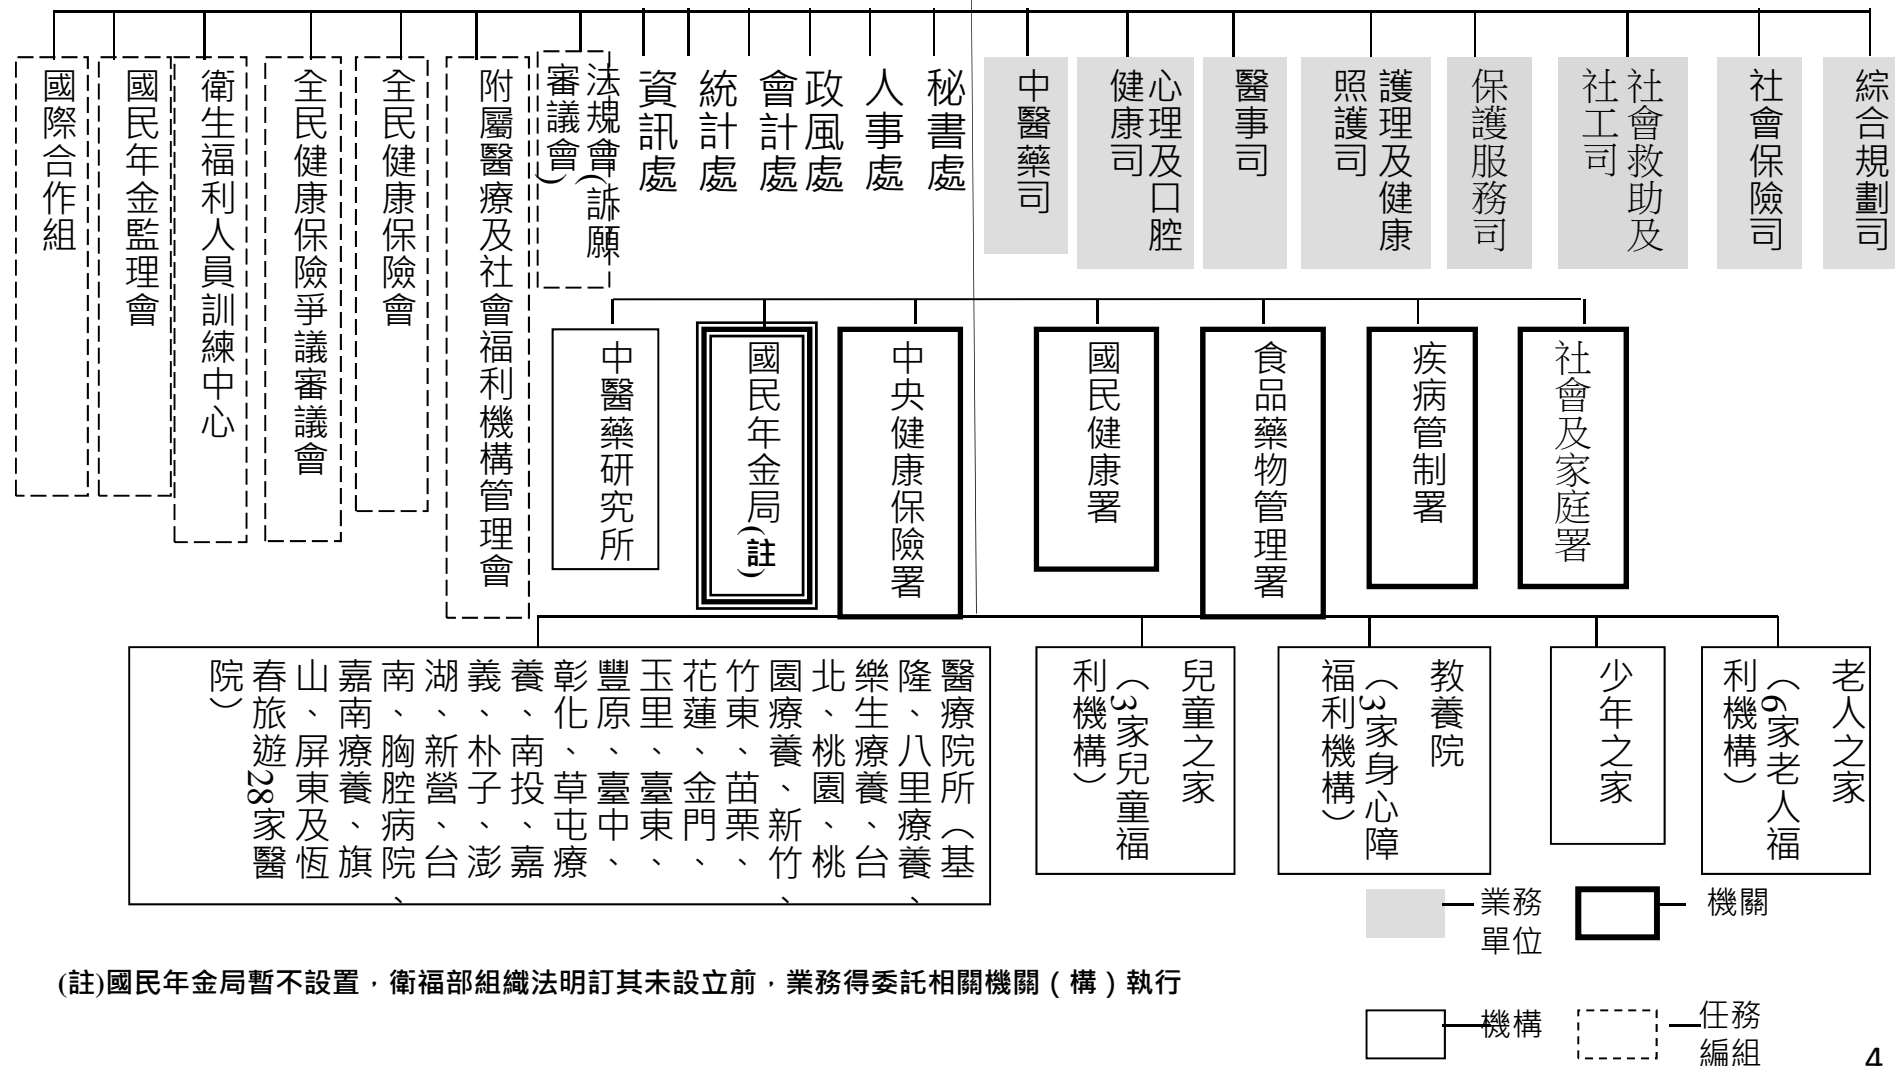 綜合規劃司
社會保險司
社會救助及
社工司
保護服務司
護理及健康
照護司
醫事司
心理及口腔
健康司
中醫藥司
秘書處
人事處
政風處
會計處
統計處
資訊處
法規會(訴願
審議會)
附屬醫療及社會福利機構管理會
全民健康保險會
全民健康保險爭議審議會
衛生福利人員訓練中心
國民年金監理會
國際合作組
社會及家庭署
疾病管制署
食品藥物管理署
國民健康署
中央健康保險署
國民年金局(註)
中醫藥研究所
老人之家
（6家老人福
利機構）
少年之家
教養院
（3家身心障
福利機構）
兒童之家
（3家兒童福
利機構）
醫療院所（基
隆、八里療養、
樂生療養、台
北、桃園、桃
園療養、新竹、
竹東、苗栗、
花蓮、金門、
玉里、臺東、
豐原、臺中、
彰化、草屯療
養、南投、嘉
義、朴子、澎
湖、新營、台
南、胸腔病院、
嘉南療養、旗
山、屏東及恆
春旅遊28家醫
院）
業務
單位
機關
機構
任務
編組
(註)國民年金局暫不設置，衛福部組織法明訂其未設立前，業務得委託相關機關（構）執行
4